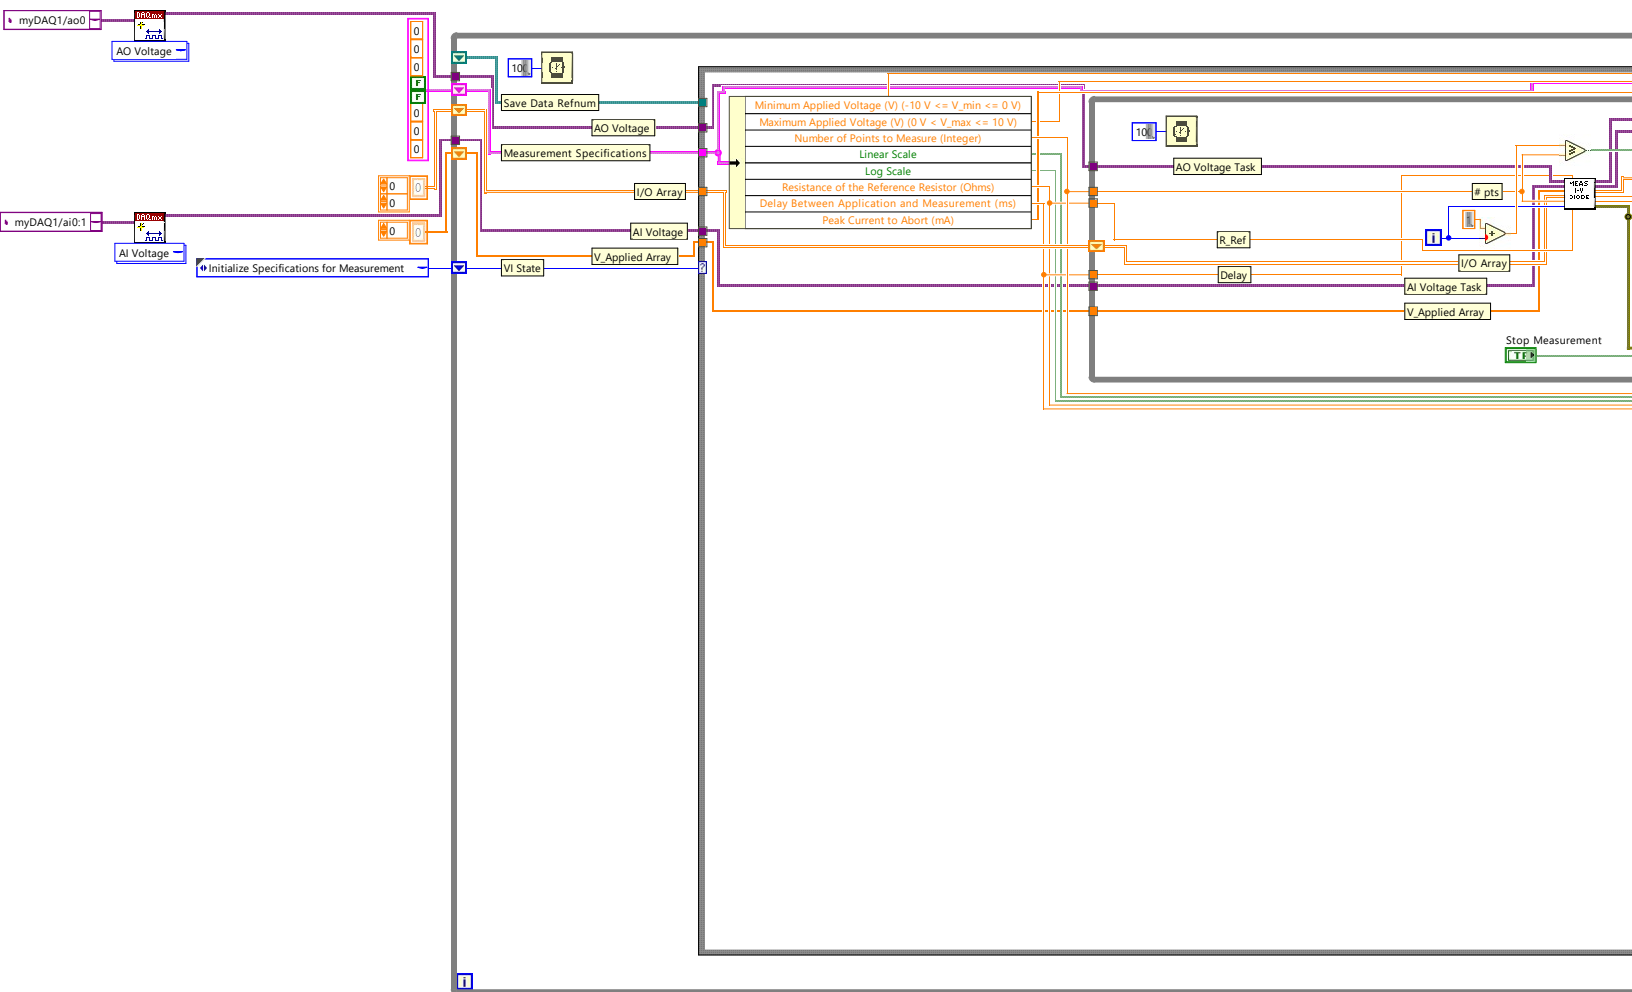 myDAQ1/ao0
DAQmx
AO Voltage
0
0
0
F
F
0
0
0
10
Save Data Refnum
AO Voltage
Measurement Specifications
I/O Array
AI Voltage
V_Applied Array
VI State
0
0
0
0
0
myDAQ1/ai0:1
DAQmx
AI Voltage
Initialize Specifications for Measurement
?
Minimum Applied Voltage (V) (-10 V <= V_min <= 0 V)
Maximum Applied Voltage (V) (0 V < V_max <= 10 V)
Number of Points to Measure (Integer)
Linear Scale
Log Scale
Resistance of the Reference Resistor (Ohms)
Delay Between Application and Measurement (ms)
Peak Current to Abort (mA)
10
AO Voltage Task
≥
# pts
MEAS
I-V
DIODE
R_Ref
i
+
I/O Array
Delay
AI Voltage Task
V_Applied Array
Stop Measurement
TF
i